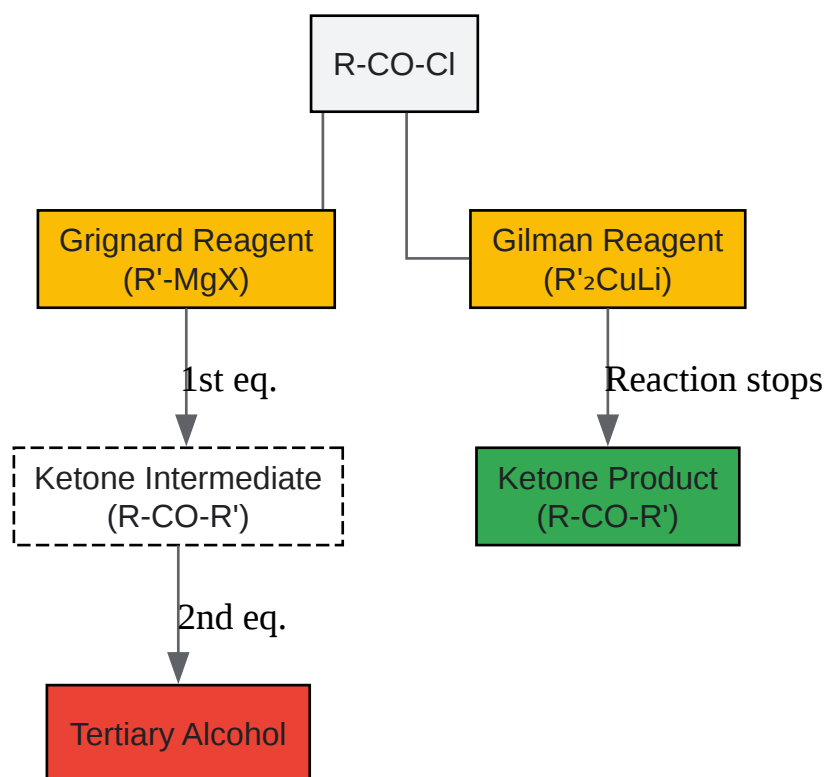 R-CO-Cl
Grignard Reagent
(R'-MgX)
Gilman Reagent
(R'₂CuLi)
1st eq.
Reaction stops
Ketone Intermediate
(R-CO-R')
Ketone Product
(R-CO-R')
2nd eq.
Tertiary Alcohol